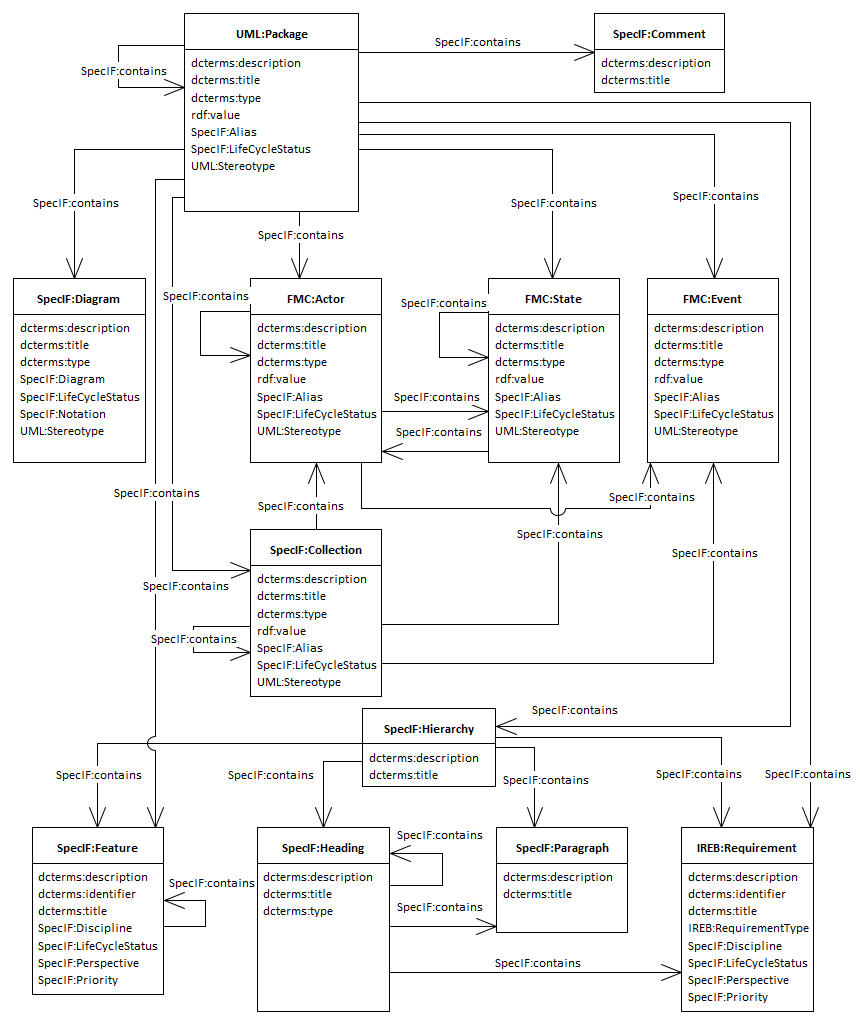 UML:Package
dcterms:description
dcterms:title
dcterms:type
rdf:value
SpecIF:Alias
SpecIF:LifeCycleStatus
UML:Stereotype
SpecIF:contains
SpecIF:contains
SpecIF:Comment
dcterms:description
dcterms:title
SpecIF:contains
SpecIF:contains
SpecIF:contains
SpecIF:contains
SpecIF:Diagram
dcterms:description
dcterms:title
dcterms:type
SpecIF:Diagram
SpecIF:LifeCycleStatus
SpecIF:Notation
UML:Stereotype
SpecIF:contains
FMC:Actor
dcterms:description
dcterms:title
dcterms:type
rdf:value
SpecIF:Alias
SpecIF:LifeCycleStatus
UML:Stereotype
SpecIF:contains
SpecIF:contains
SpecIF:contains
FMC:State
dcterms:description
dcterms:title
dcterms:type
rdf:value
SpecIF:Alias
SpecIF:LifeCycleStatus
UML:Stereotype
FMC:Event
dcterms:description
dcterms:title
dcterms:type
rdf:value
SpecIF:Alias
SpecIF:LifeCycleStatus
UML:Stereotype
SpecIF:contains
SpecIF:contains
SpecIF:contains
SpecIF:contains
SpecIF:contains
SpecIF:contains
SpecIF:contains
SpecIF:Collection
dcterms:description
dcterms:title
dcterms:type
rdf:value
SpecIF:Alias
SpecIF:LifeCycleStatus
UML:Stereotype
SpecIF:contains
SpecIF:Hierarchy
dcterms:description
dcterms:title
SpecIF:contains
SpecIF:contains
SpecIF:contains
SpecIF:contains
SpecIF:contains
SpecIF:contains
SpecIF:Feature
dcterms:description
dcterms:identifier
dcterms:title
SpecIF:Discipline
SpecIF:LifeCycleStatus
SpecIF:Perspective
SpecIF:Priority
SpecIF:contains
SpecIF:Heading
dcterms:description
dcterms:title
dcterms:type
SpecIF:contains
SpecIF:contains
SpecIF:contains
SpecIF:Paragraph
dcterms:description
dcterms:title
IREB:Requirement
dcterms:description
dcterms:identifier
dcterms:title
IREB:RequirementType
SpecIF:Discipline
SpecIF:LifeCycleStatus
SpecIF:Perspective
SpecIF:Priority